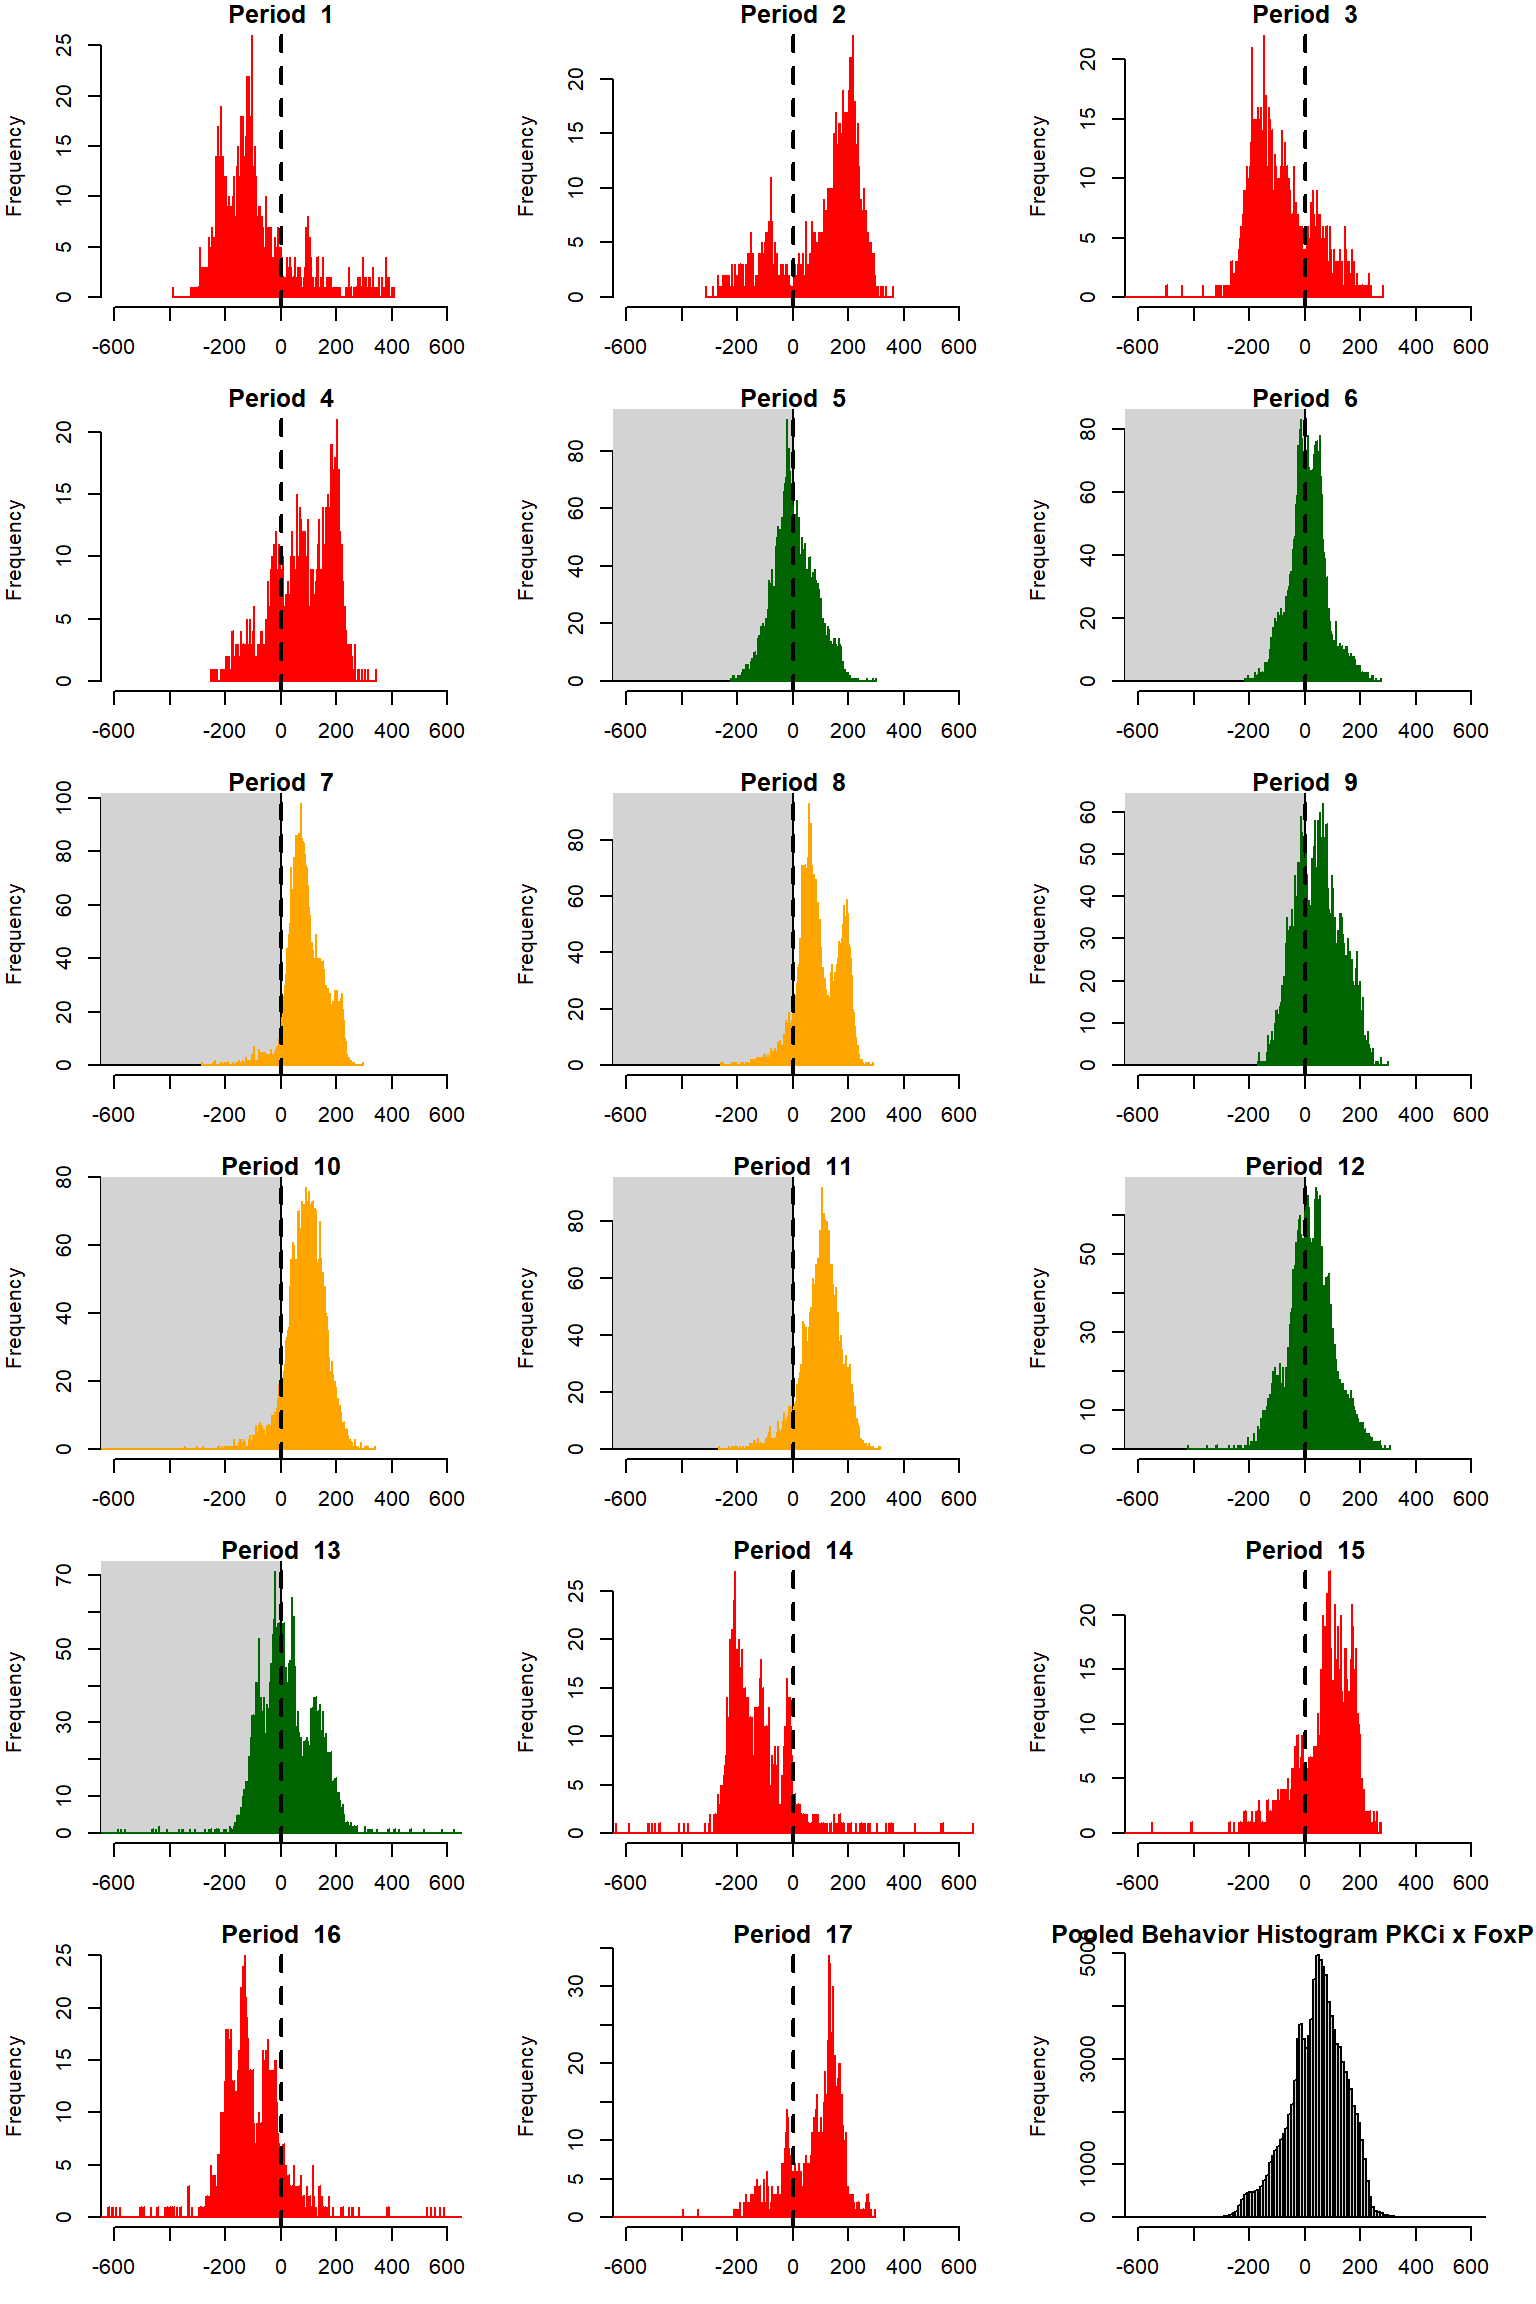 Period 1
Frequency
0 5 10 15 20 25
-600 -200 0 200 400 600
Period 2
Frequency
0 5 10 15 20
-600 -200 0 200 400 600
Period 3
Frequency
0 5 10 15 20
-600 -200 0 200 400 600
Period 4
Frequency
0 5 10 15 20
-600 -200 0 200 400 600
Period 5
Frequency
0 20 40 60 80
-600 -200 0 200 400 600
Period 6
Frequency
0 20 40 60 80
-600 -200 0 200 400 600
Period 7
Frequency
0 20 40 60 80 100
-600 -200 0 200 400 600
Period 8
Frequency
0 20 40 60 80
-600 -200 0 200 400 600
Period 9
Frequency
0 10 20 30 40 50 60
-600 -200 0 200 400 600
Period 10
Frequency
0 20 40 60 80
-600 -200 0 200 400 600
Period 11
Frequency
0 20 40 60 80
-600 -200 0 200 400 600
Period 12
Frequency
0 10 30 50
-600 -200 0 200 400 600
Period 13
Frequency
0 10 30 50 70
-600 -200 0 200 400 600
Period 14
Frequency
0 5 10 15 20 25
-600 -200 0 200 400 600
Period 15
Frequency
0 5 10 15 20
-600 -200 0 200 400 600
Period 16
Frequency
0 5 10 15 20 25
-600 -200 0 200 400 600
Period 17
Frequency
0 5 10 20 30
-600 -200 0 200 400 600
Pooled Behavior Histogram PKCi x FoxP
Frequency
0 1000 3000 5000
-600 -200 0 200 400 600